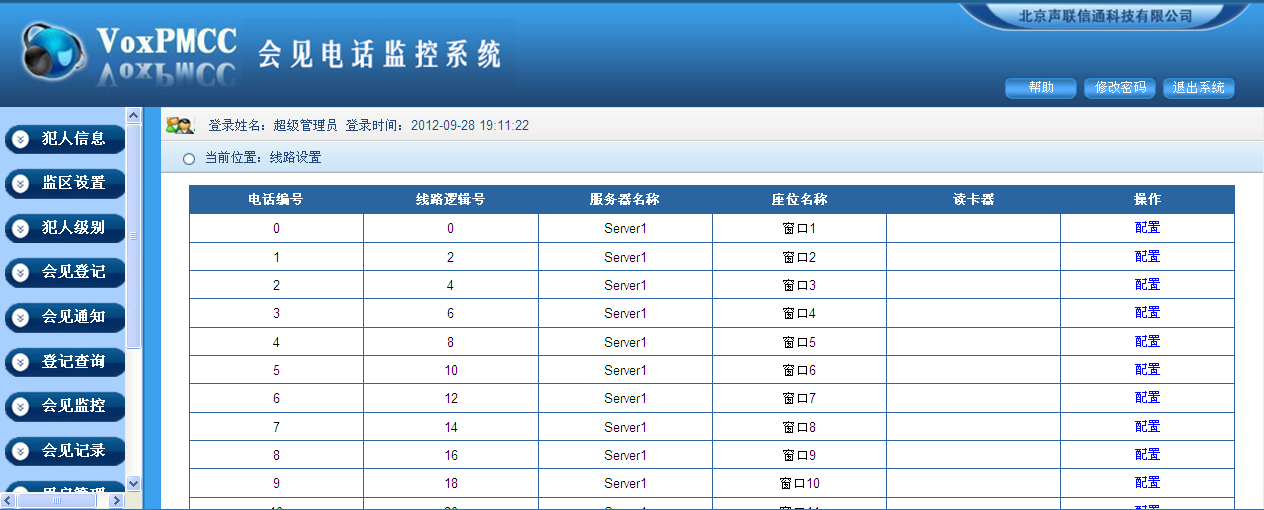 北京声联信通科技有限公司
VoxPMCC 会见电话监控系统
帮助 修改密码 退出系统
登录姓名：超级管理员 登录时间：2012-09-28 19:11:22
当前位置：线路设置
犯人信息
监区设置
犯人级别
会见登记
会见通知
登记查询
会见监控
会见记录
用户管理
电话编号 线路逻辑号 服务器名称 座位名称 读卡器 操作
0 0 Server1 窗口1 配置
1 2 Server1 窗口2 配置
2 4 Server1 窗口3 配置
3 6 Server1 窗口4 配置
4 8 Server1 窗口5 配置
5 10 Server1 窗口6 配置
6 12 Server1 窗口7 配置
7 14 Server1 窗口8 配置
8 16 Server1 窗口9 配置
9 18 Server1 窗口10 配置